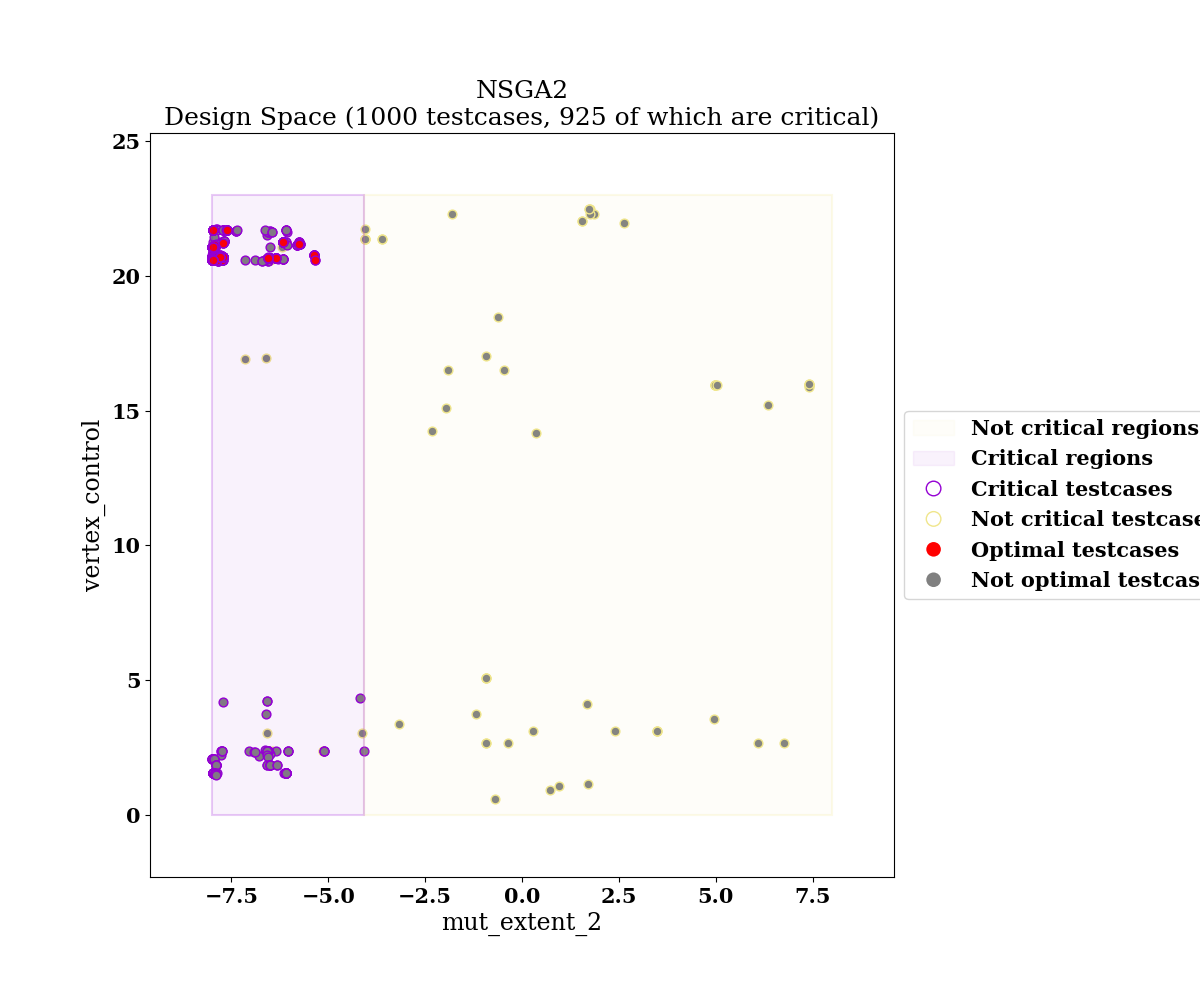 NSGA2
Design Space (1000 testcases, 925 of which are critical)
25
20
15
10
5
0
vertex_control
−7.5 −5.0 −2.5 0.0 2.5 5.0 7.5
mut_extent_2
Not critical regions
Critical regions
Critical testcases
Not critical testcase
Optimal testcases
Not optimal testcas